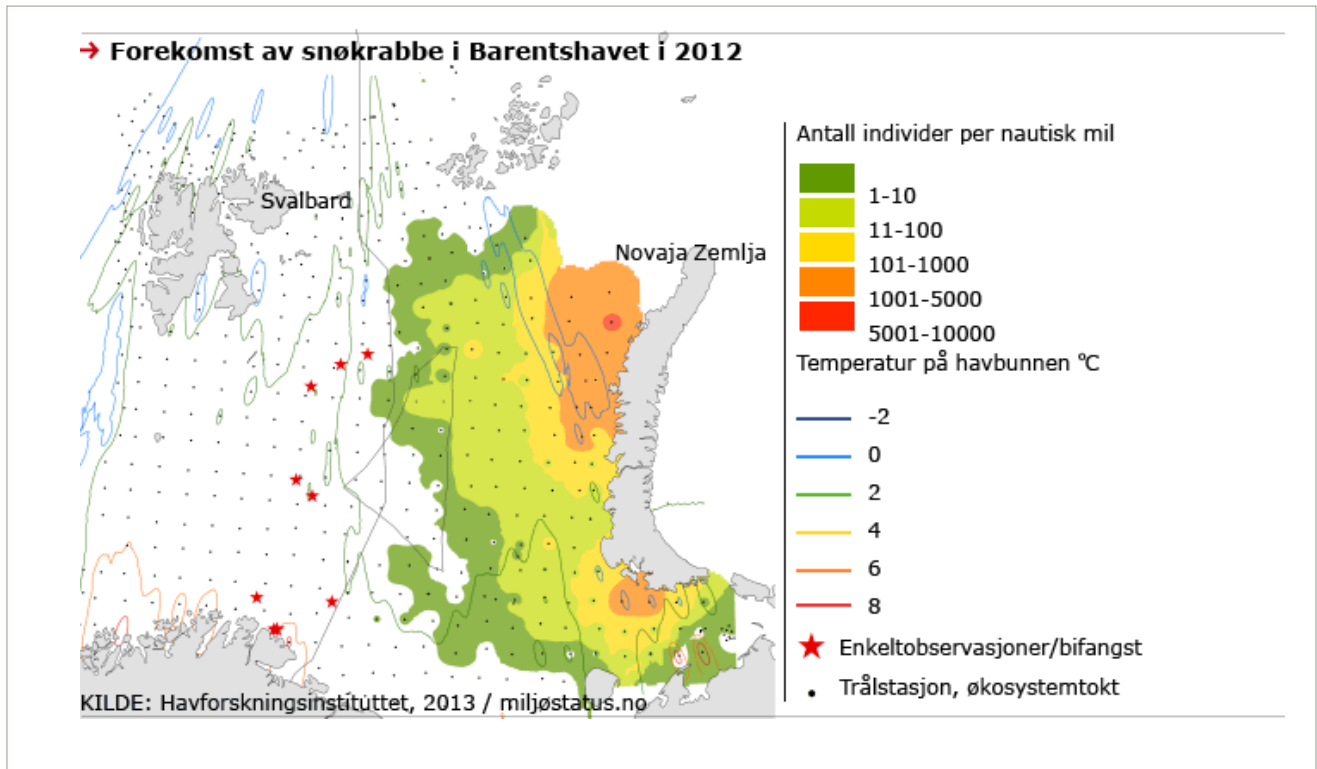 → Forekomst av snøkrabbe i Barentshavet i 2012
Svalbard
Novaja Zemlja
Antall individer per nautisk mil
1-10
11-100
101-1000
1001-5000
5001-10000
Temperatur på havbunnen °C
-2
0
2
4
6
8
Enkeltobservasjoner/bifangst
Trålstasjon, økosystemtokt
KILDE: Havforskningsinstituttet, 2013 / miljøstatus.no